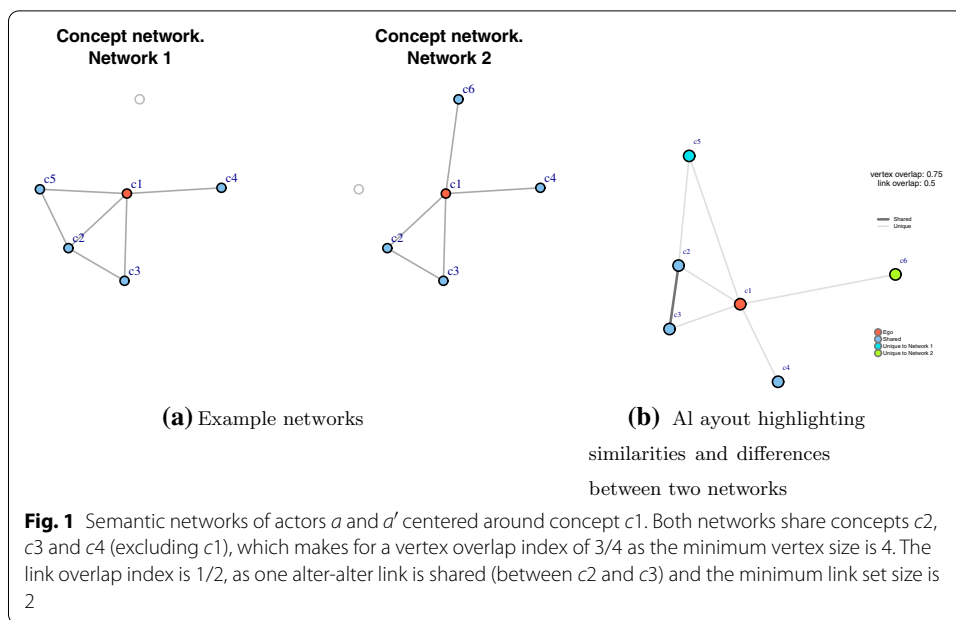 Concept network.
Network 1
c5
c1
c4
c2
c3
Concept network.
Network 2
c6
c1
c4
c2
c3
(a) Example networks
c5
vertex overlap: 0.75
link overlap: 0.5
Shared
Unique
c2
c6
c1
c3
Ego
Shared
Unique to Network 1
Unique to Network 2
c4
(b) Al ayout highlighting
similarities and differences
between two networks
Fig. 1 Semantic networks of actors a and a′ centered around concept c1. Both networks share concepts c2,
c3 and c4 (excluding c1), which makes for a vertex overlap index of 3/4 as the minimum vertex size is 4. The
link overlap index is 1/2, as one alter-alter link is shared (between c2 and c3) and the minimum link set size is
2